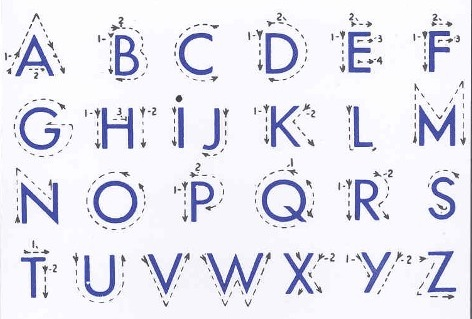 A B C D E F
G H I J K L M
N O P Q R S
T U V W X Y Z